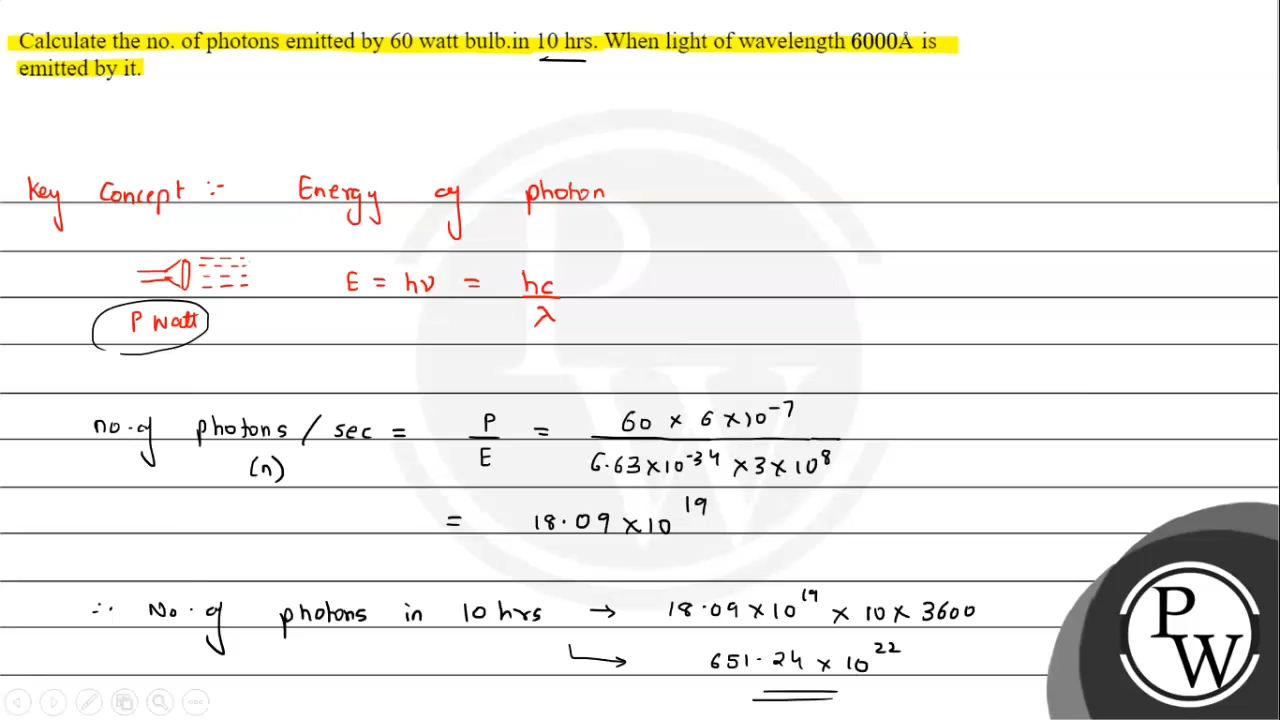 Calculate the no. of photons emitted by 60 watt bulb.in 10 hrs. When light of wavelength 6000Å is
emitted by it.
Key Concept :- Energy of photon
E = hν = hc/λ
P Watt
no. of photons / sec = P/E = 60 × 6 × 10⁻⁷ / 6.63 × 10⁻³⁴ × 3 × 10⁸
(n)
= 18.09 × 10¹⁹
∴ No. of photons in 10 hrs → 18.09 × 10¹⁹ × 10 × 3600
→ 651.24 × 10²²
P
W
P
W